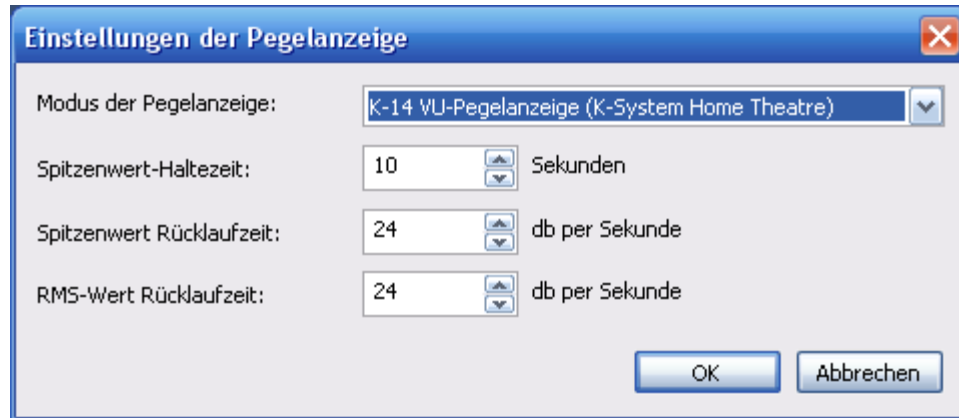 Einstellungen der Pegelanzeige
Modus der Pegelanzeige: K-14 VU-Pegelanzeige (K-System Home Theatre)
Spitzenwert-Haltezeit: 10 Sekunden
Spitzenwert Rücklaufzeit: 24 db per Sekunde
RMS-Wert Rücklaufzeit: 24 db per Sekunde
OK Abbrechen